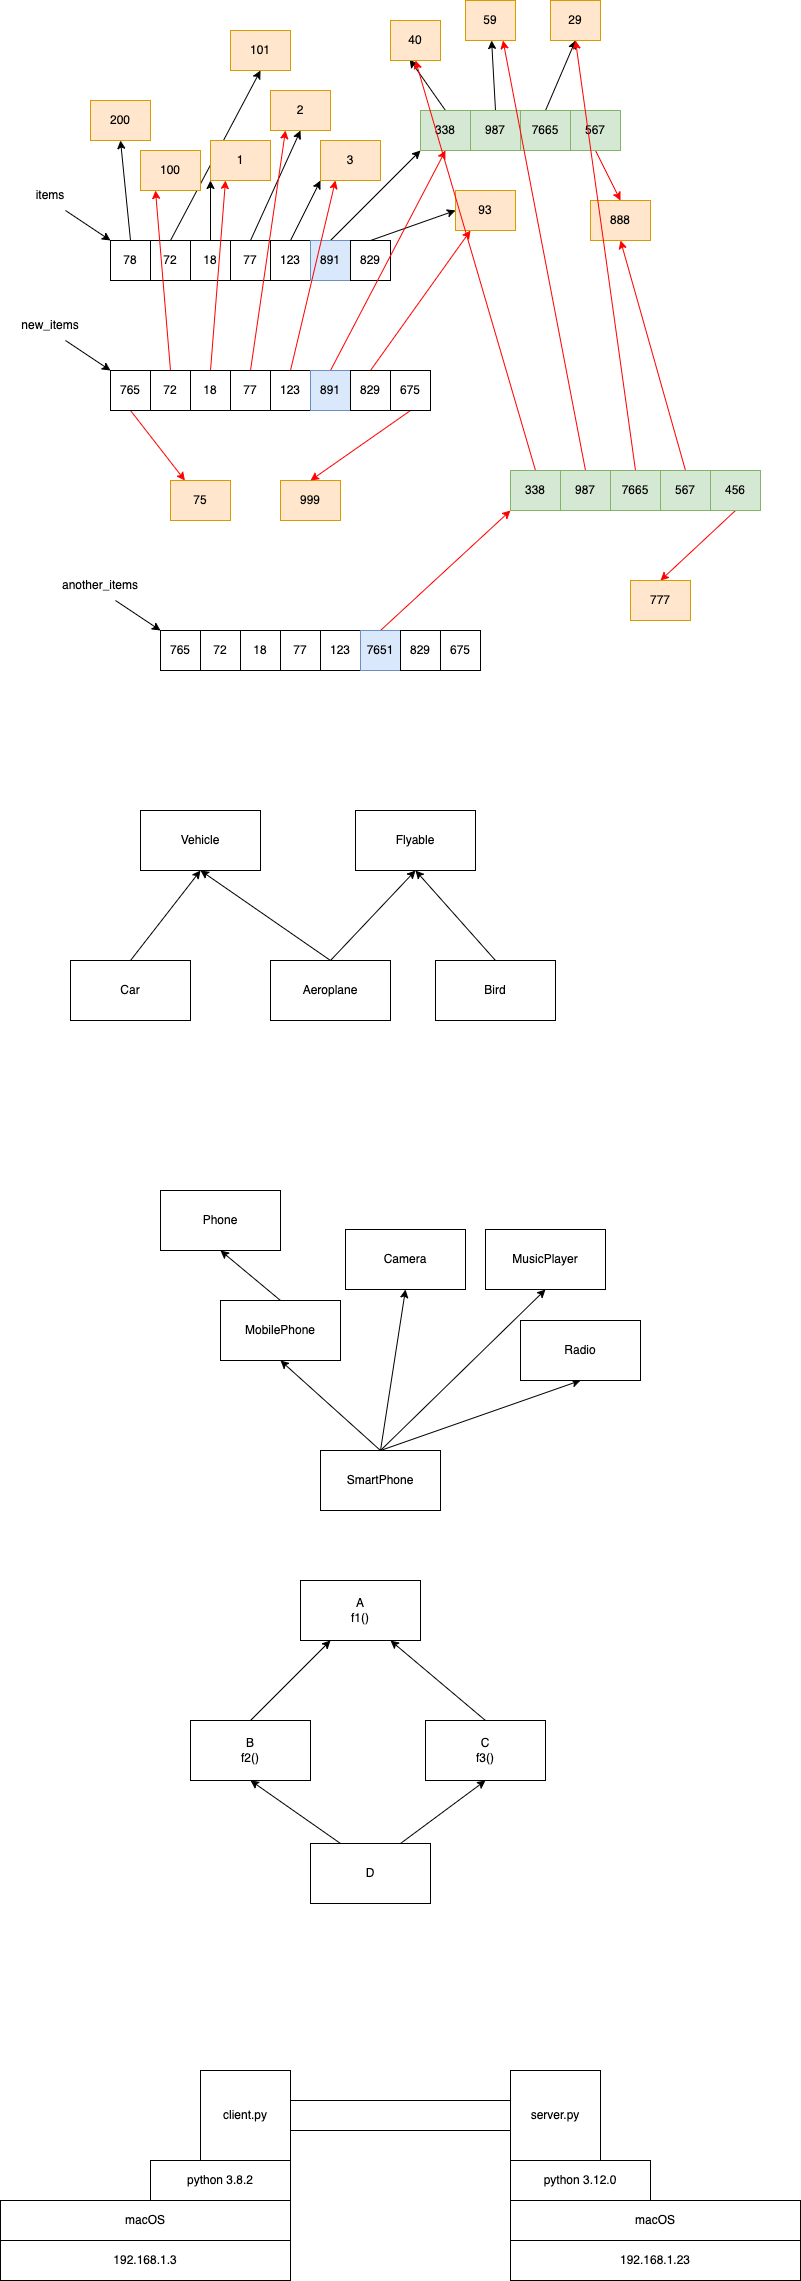 59
29
40
101
2
200
338 987 7665 567
1
3
100
items
93
888
78 72 18 77 123 891 829
new_items
765 72 18 77 123 891 829 675
75
999
338 987 7665 567 456
another_items
777
765 72 18 77 123 7651 829 675
Vehicle
Flyable
Car
Aeroplane
Bird
Phone
Camera
MusicPlayer
MobilePhone
Radio
SmartPhone
A
f1()
B
f2()
C
f3()
D
client.py
server.py
python 3.8.2
python 3.12.0
macOS
macOS
192.168.1.3
192.168.1.23